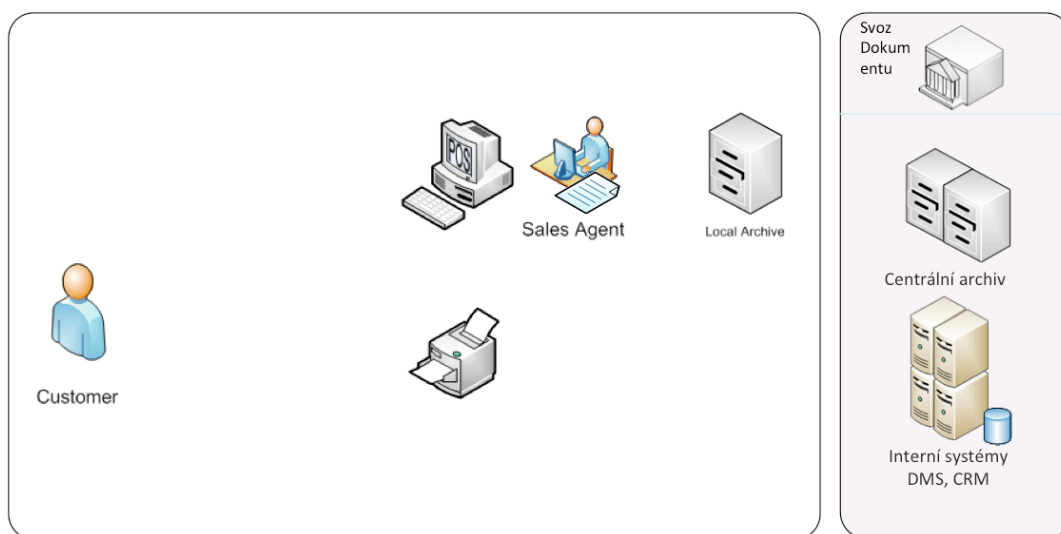 Svoz
Dokum
entu
POS
Sales Agent
Local Archive
Centrální archiv
Customer
Interní systémy
DMS, CRM